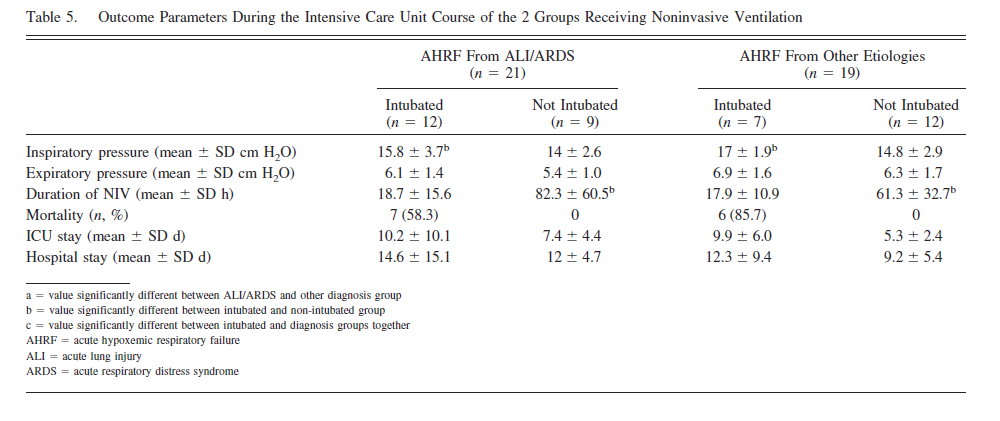 Table 5. Outcome Parameters During the Intensive Care Unit Course of the 2 Groups Receiving Noninvasive Ventilation
AHRF From ALI/ARDS (n = 21) AHRF From Other Etiologies (n = 19)
Intubated (n = 12) Not Intubated (n = 9) Intubated (n = 7) Not Intubated (n = 12)
Inspiratory pressure (mean ± SD cm H₂O) 15.8 ± 3.7ᵇ 14 ± 2.6 17 ± 1.9ᵇ 14.8 ± 2.9
Expiratory pressure (mean ± SD cm H₂O) 6.1 ± 1.4 5.4 ± 1.0 6.9 ± 1.6 6.3 ± 1.7
Duration of NIV (mean ± SD h) 18.7 ± 15.6 82.3 ± 60.5ᵇ 17.9 ± 10.9 61.3 ± 32.7ᵇ
Mortality (n, %) 7 (58.3) 0 6 (85.7) 0
ICU stay (mean ± SD d) 10.2 ± 10.1 7.4 ± 4.4 9.9 ± 6.0 5.3 ± 2.4
Hospital stay (mean ± SD d) 14.6 ± 15.1 12 ± 4.7 12.3 ± 9.4 9.2 ± 5.4
a = value significantly different between ALI/ARDS and other diagnosis group
b = value significantly different between intubated and non-intubated group
c = value significantly different between intubated and diagnosis groups together
AHRF = acute hypoxemic respiratory failure
ALI = acute lung injury
ARDS = acute respiratory distress syndrome